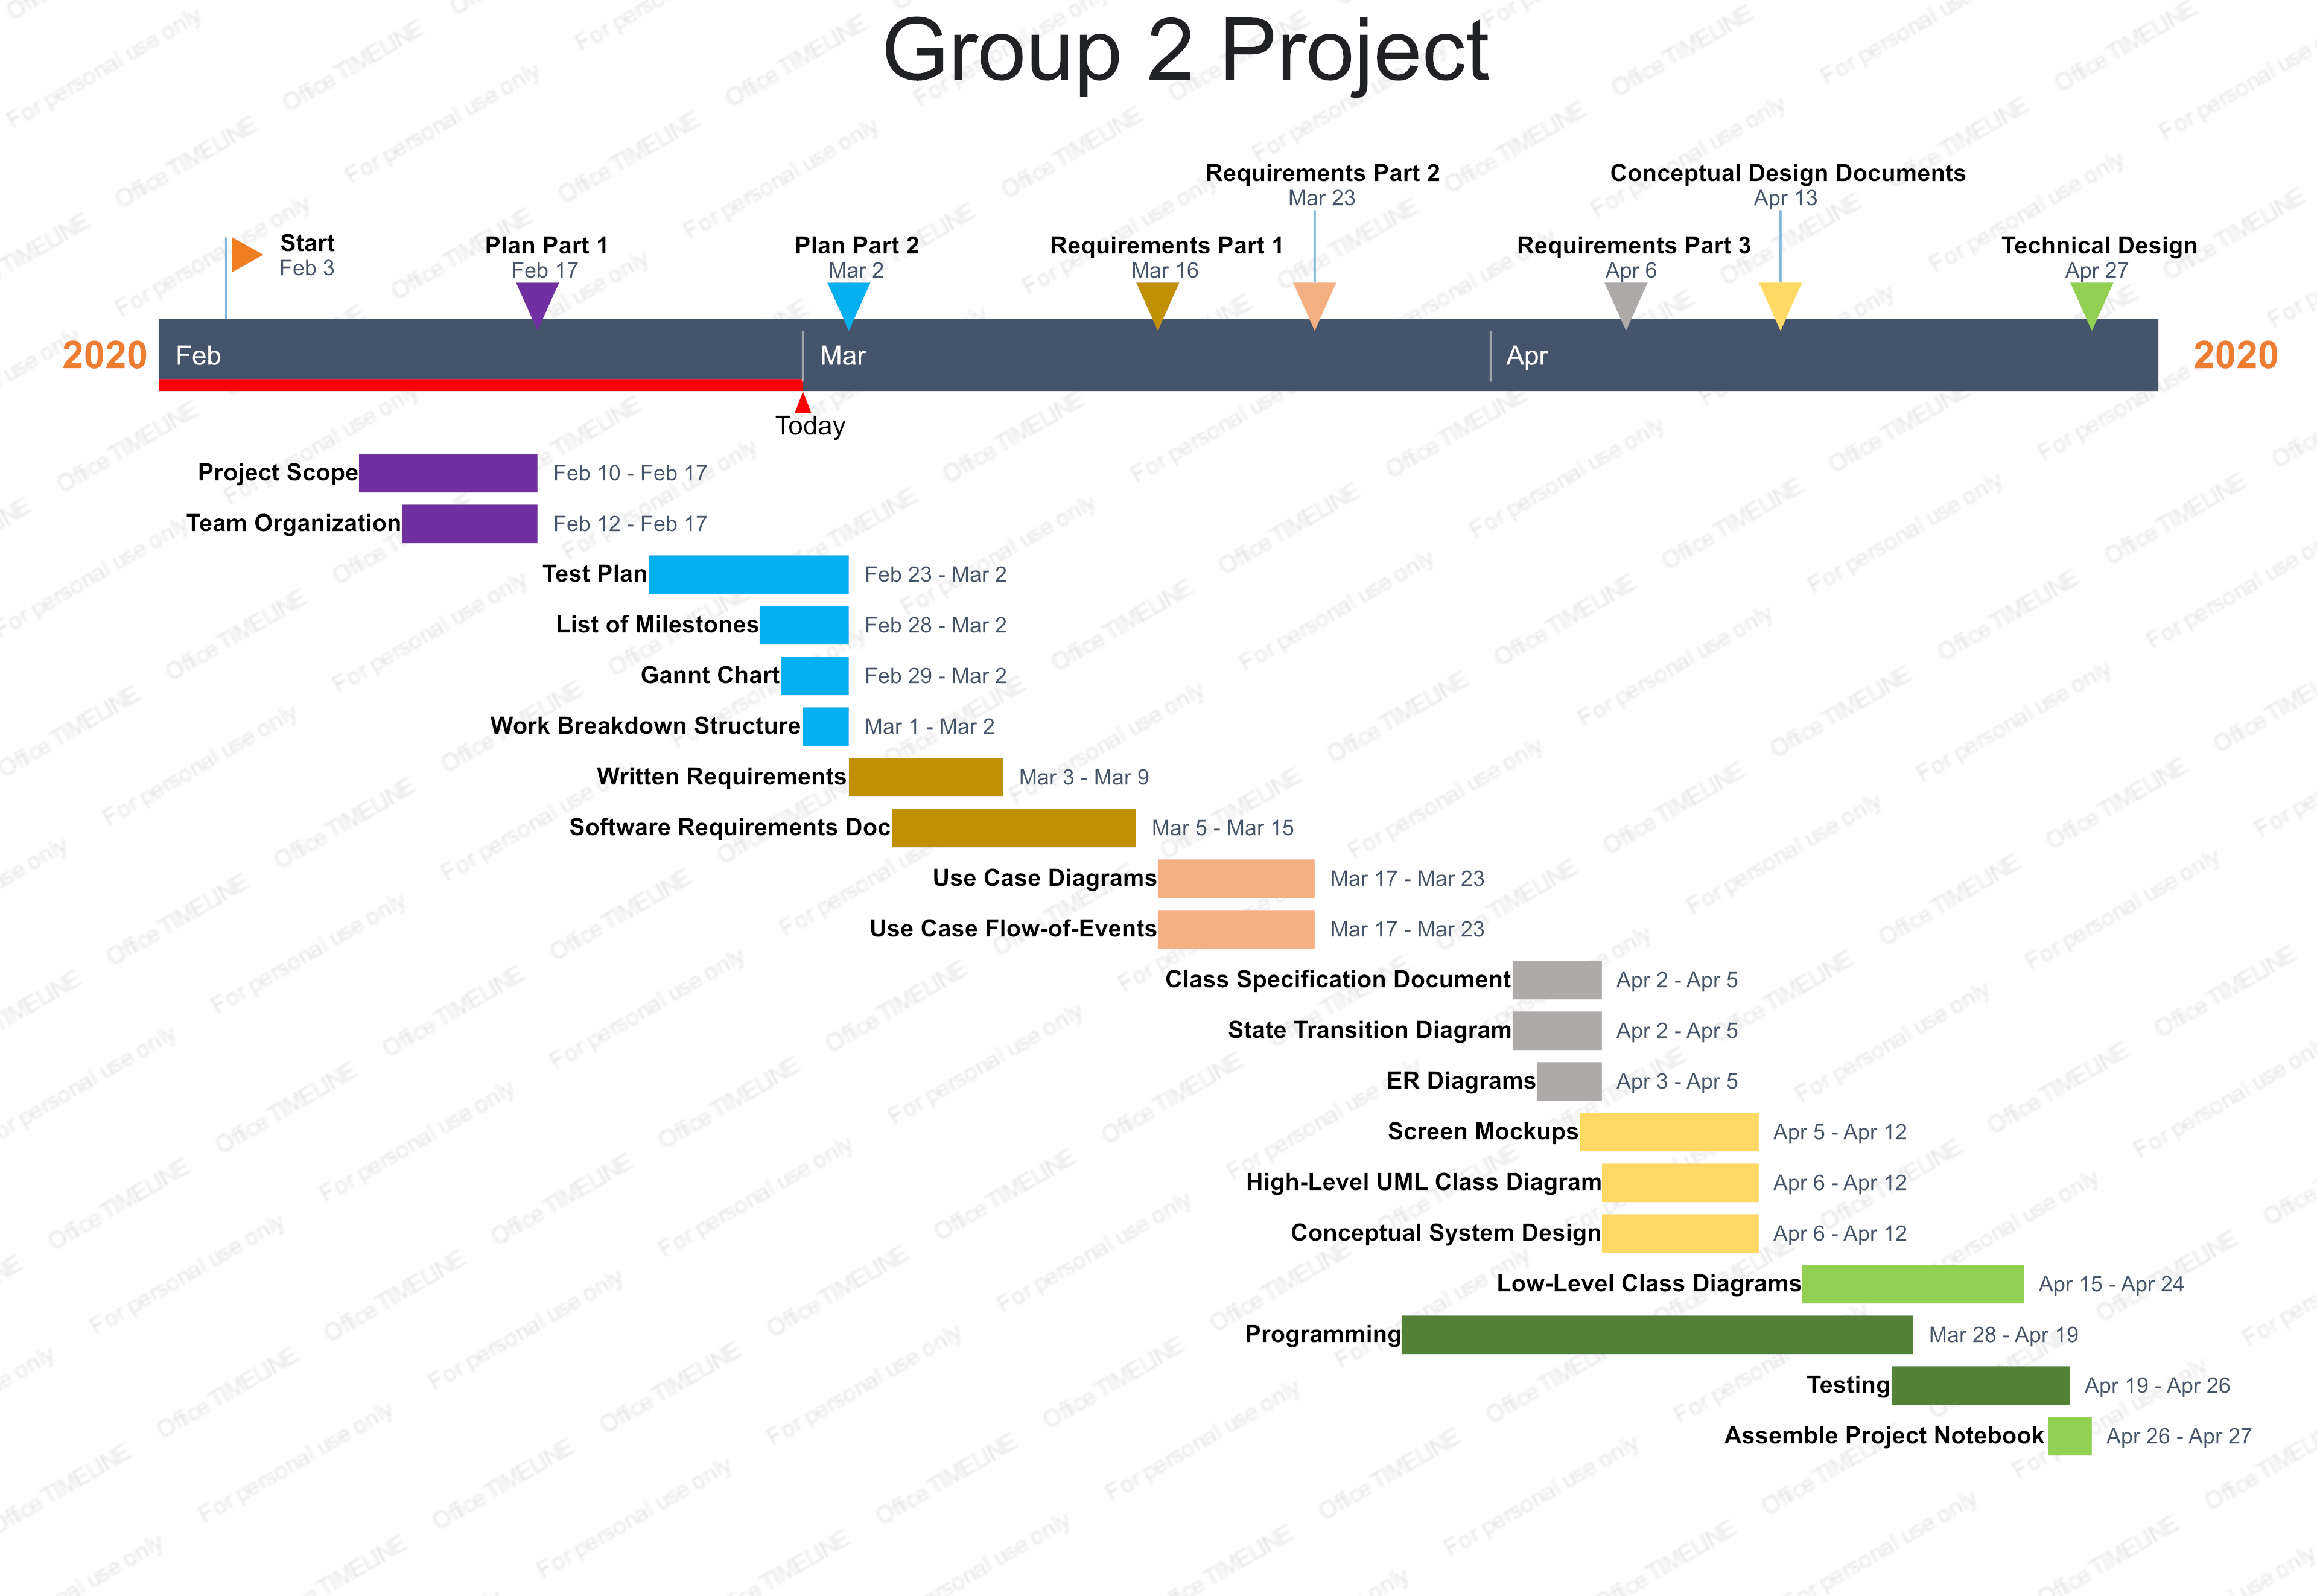 Group 2 Project
Requirements Part 2
Mar 23
Conceptual Design Documents
Apr 13
Start
Feb 3
Plan Part 1
Feb 17
Plan Part 2
Mar 2
Requirements Part 1
Mar 16
Requirements Part 3
Apr 6
Technical Design
Apr 27
2020
Feb
Mar
Apr
2020
Today
Project Scope Feb 10 - Feb 17
Team Organization Feb 12 - Feb 17
Test Plan Feb 23 - Mar 2
List of Milestones Feb 28 - Mar 2
Gannt Chart Feb 29 - Mar 2
Work Breakdown Structure Mar 1 - Mar 2
Written Requirements Mar 3 - Mar 9
Software Requirements Doc Mar 5 - Mar 15
Use Case Diagrams Mar 17 - Mar 23
Use Case Flow-of-Events Mar 17 - Mar 23
Class Specification Document Apr 2 - Apr 5
State Transition Diagram Apr 2 - Apr 5
ER Diagrams Apr 3 - Apr 5
Screen Mockups Apr 5 - Apr 12
High-Level UML Class Diagram Apr 6 - Apr 12
Conceptual System Design Apr 6 - Apr 12
Low-Level Class Diagrams Apr 15 - Apr 24
Programming Mar 28 - Apr 19
Testing Apr 19 - Apr 26
Assemble Project Notebook Apr 26 - Apr 27
Office TIMELINE
For personal use only